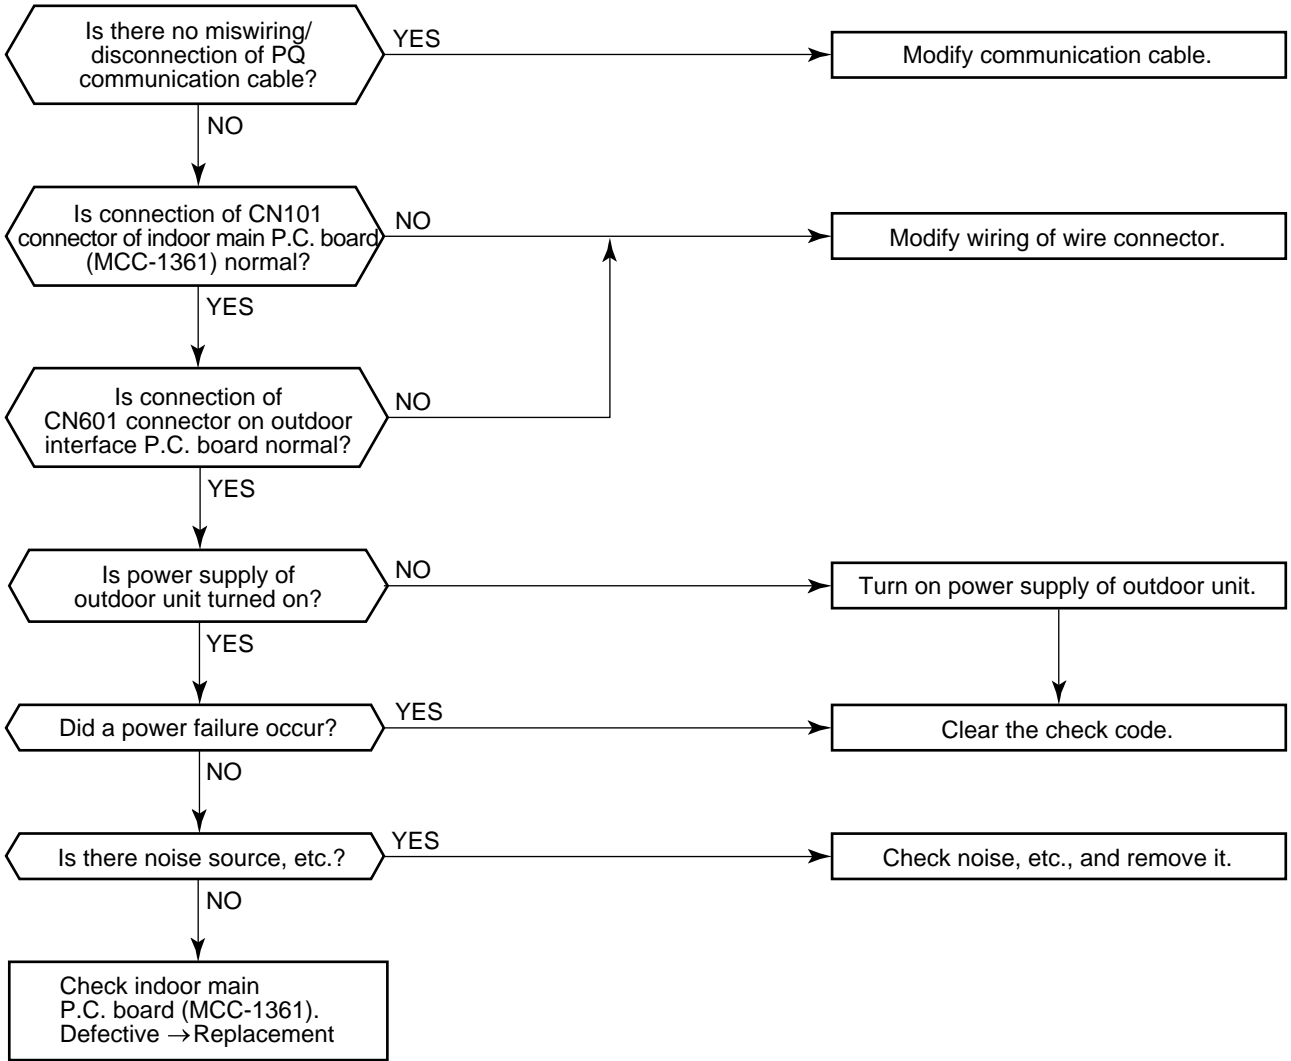 Is there no miswiring/
disconnection of PQ
communication cable?
YES
Modify communication cable.
NO
Is connection of CN101
connector of indoor main P.C. board
(MCC-1361) normal?
NO
Modify wiring of wire connector.
YES
Is connection of
CN601 connector on outdoor
interface P.C. board normal?
NO
YES
Is power supply of
outdoor unit turned on?
NO
Turn on power supply of outdoor unit.
YES
Did a power failure occur?
YES
Clear the check code.
NO
Is there noise source, etc.?
YES
Check noise, etc., and remove it.
NO
Check indoor main
P.C. board (MCC-1361).
Defective → Replacement